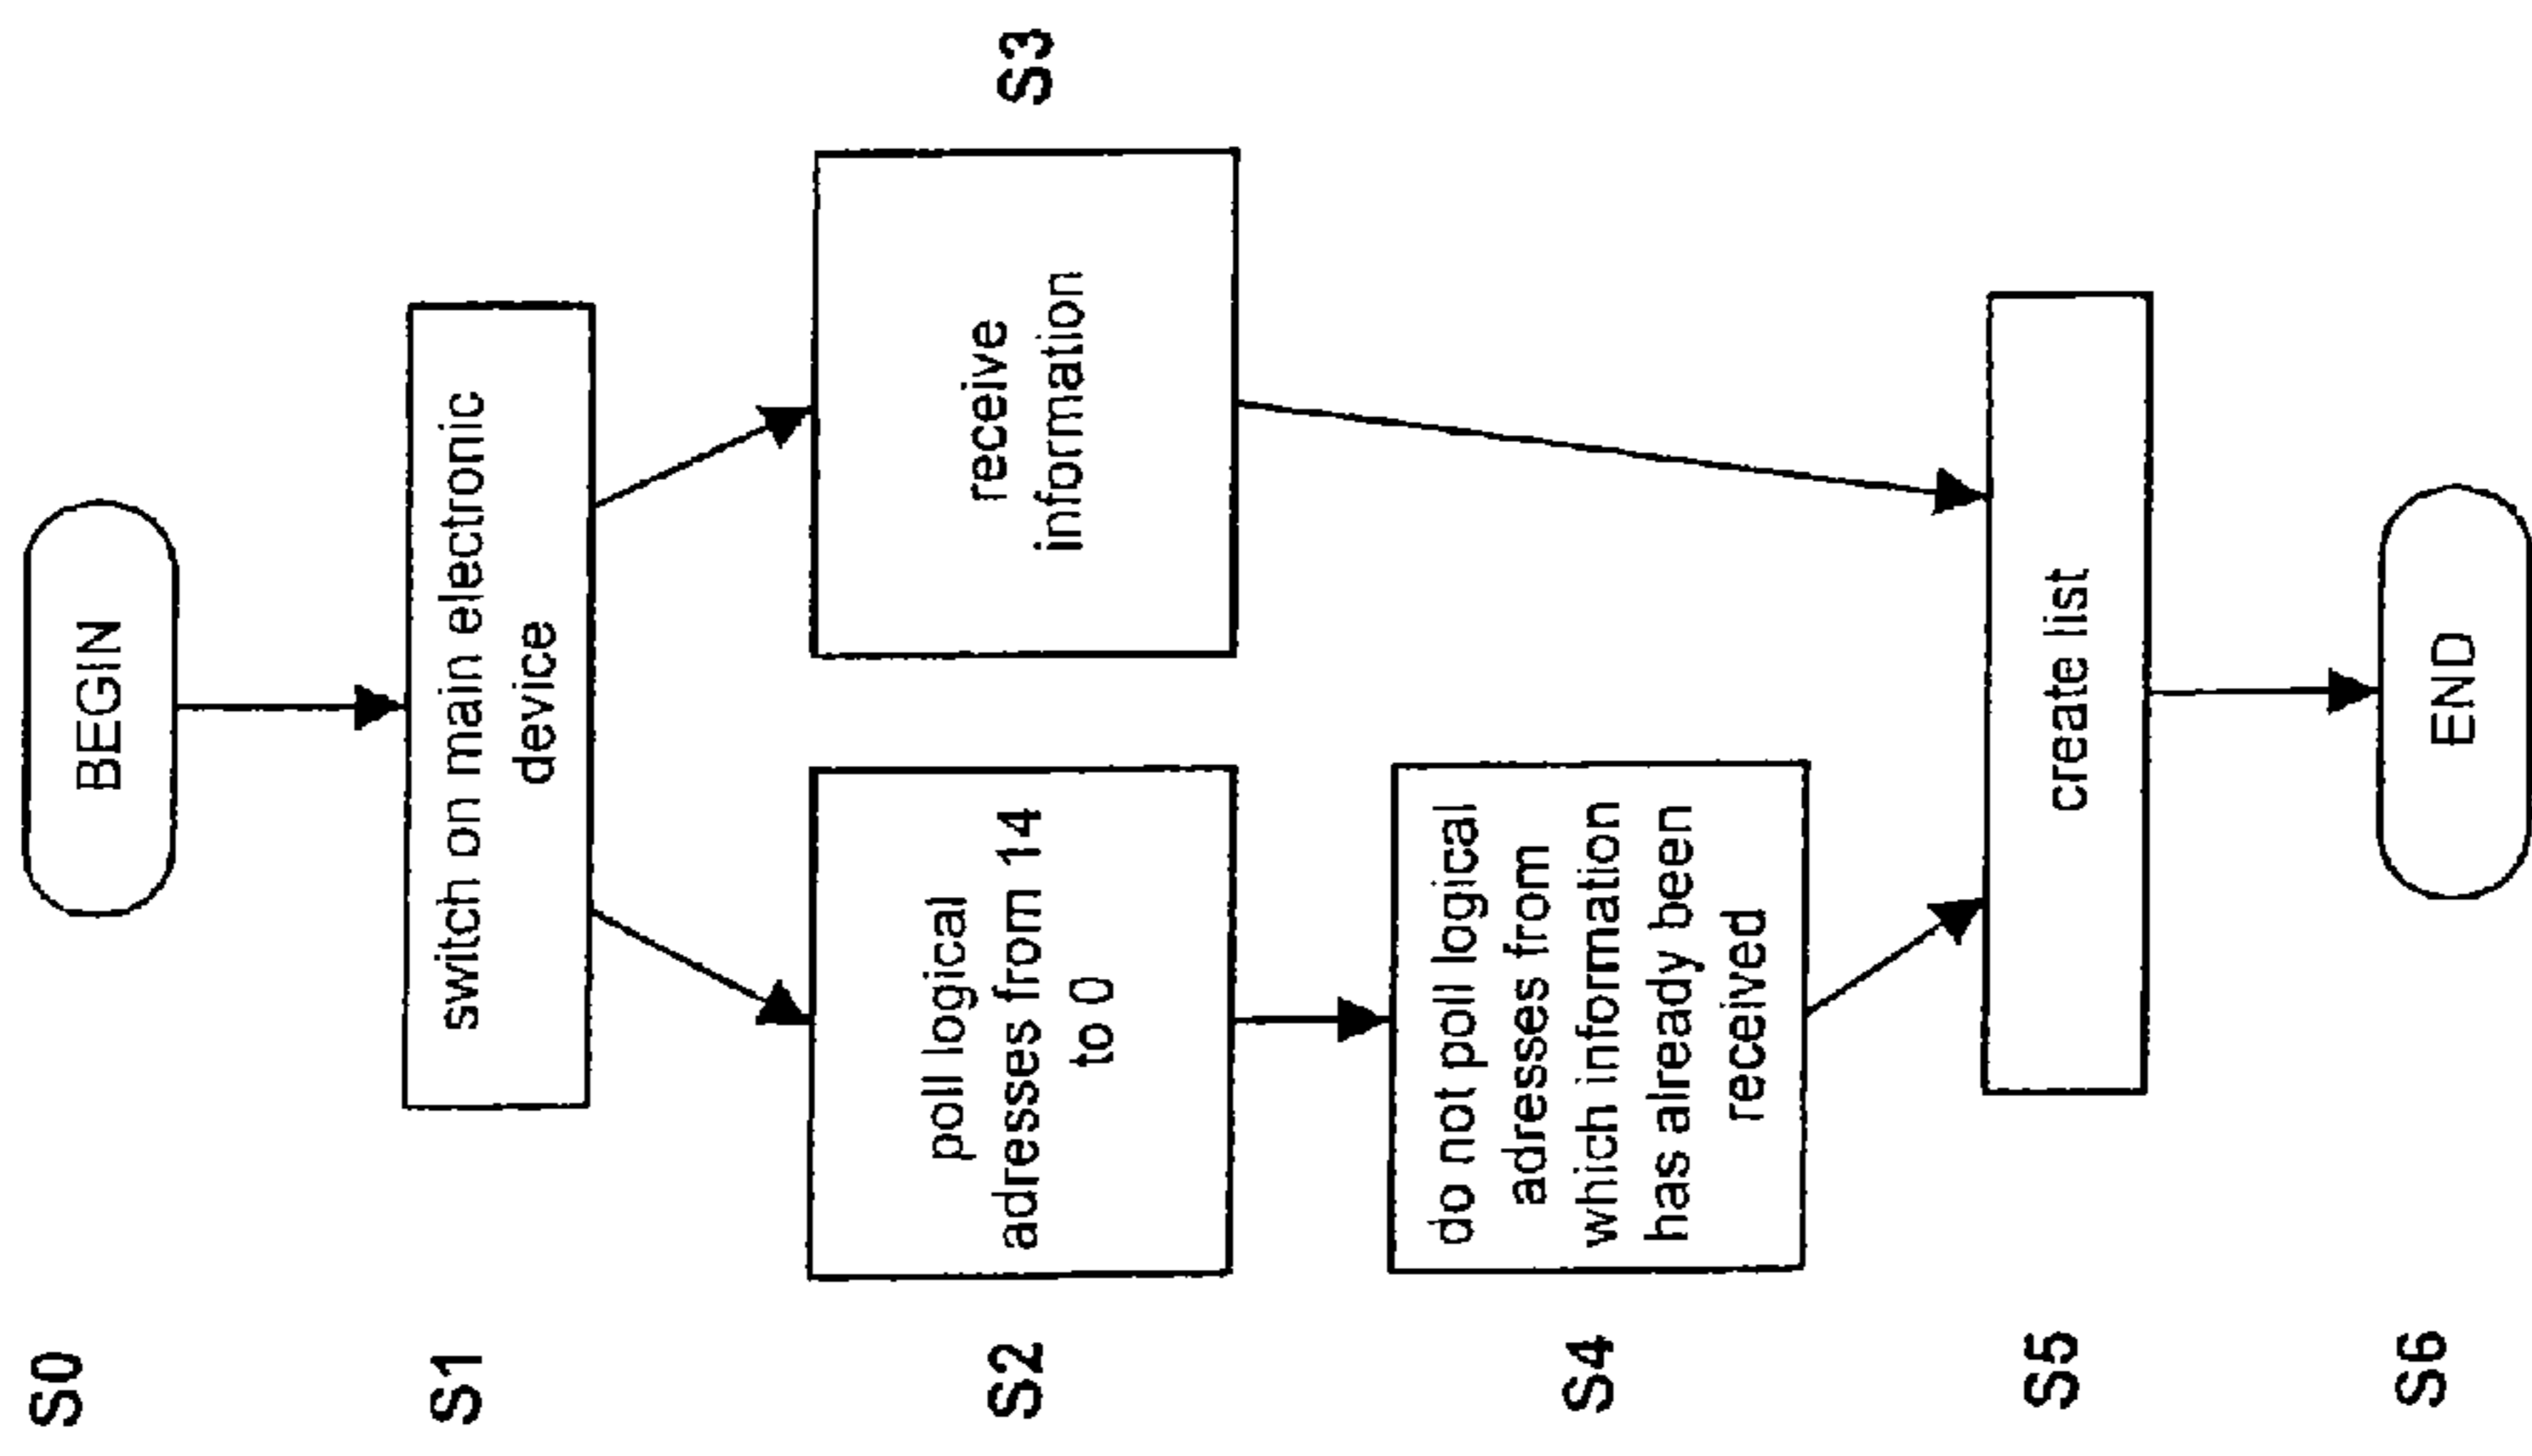 S0
BEGIN
S1
switch on main electronic
device
S2
poll logical
adresses from 14
to 0
receive
information
S3
S4
do not poll logical
adresses from
which information
has already been
received
S5
create list
S6
END